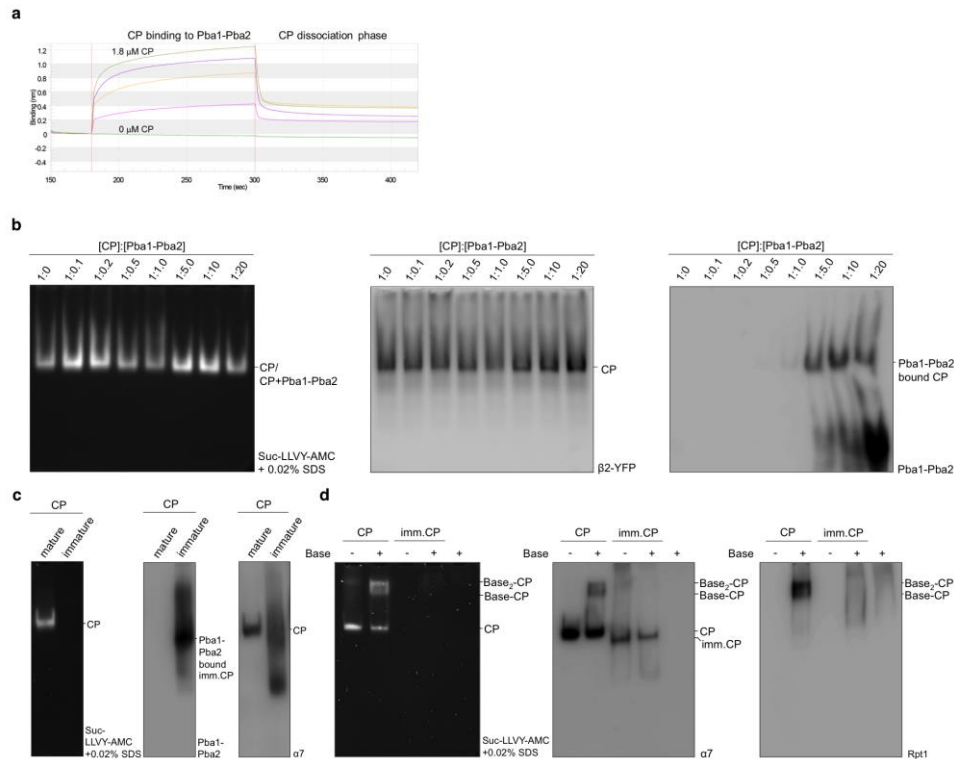 a
CP binding to Pba1-Pba2
CP dissociation phase
1.8 µM CP
0 µM CP
Binding (nm)
1.2
1.0
0.8
0.6
0.4
0.2
0
-0.2
-0.4
150
200
250
300
350
400
Time (sec)
b
[CP]:[Pba1-Pba2]
1:0
1:0.1
1:0.2
1:0.5
1:1.0
1:5.0
1:10
1:20
CP/
CP+Pba1-Pba2
Suc-LLVY-AMC
+ 0.02% SDS
[CP]:[Pba1-Pba2]
1:0
1:0.1
1:0.2
1:0.5
1:1.0
1:5.0
1:10
1:20
CP
β2-YFP
[CP]:[Pba1-Pba2]
1:0
1:0.1
1:0.2
1:0.5
1:1.0
1:5.0
1:10
1:20
Pba1-Pba2
bound CP
Pba1-Pba2
c
CP
mature
immature
CP
Suc-
LLVY-AMC
+0.02% SDS
CP
mature
immature
Pba1-
Pba2
bound
imm.CP
Pba1-
Pba2
CP
mature
immature
CP
α7
d
CP imm.CP
Base - + - + +
Base₂-CP
Base-CP
CP
Suc-LLVY-AMC
+0.02% SDS
CP imm.CP
Base - + - + +
Base₂-CP
Base-CP
CP
imm.CP
α7
CP imm.CP
Base - + - + +
Base₂-CP
Base-CP
Rpt1